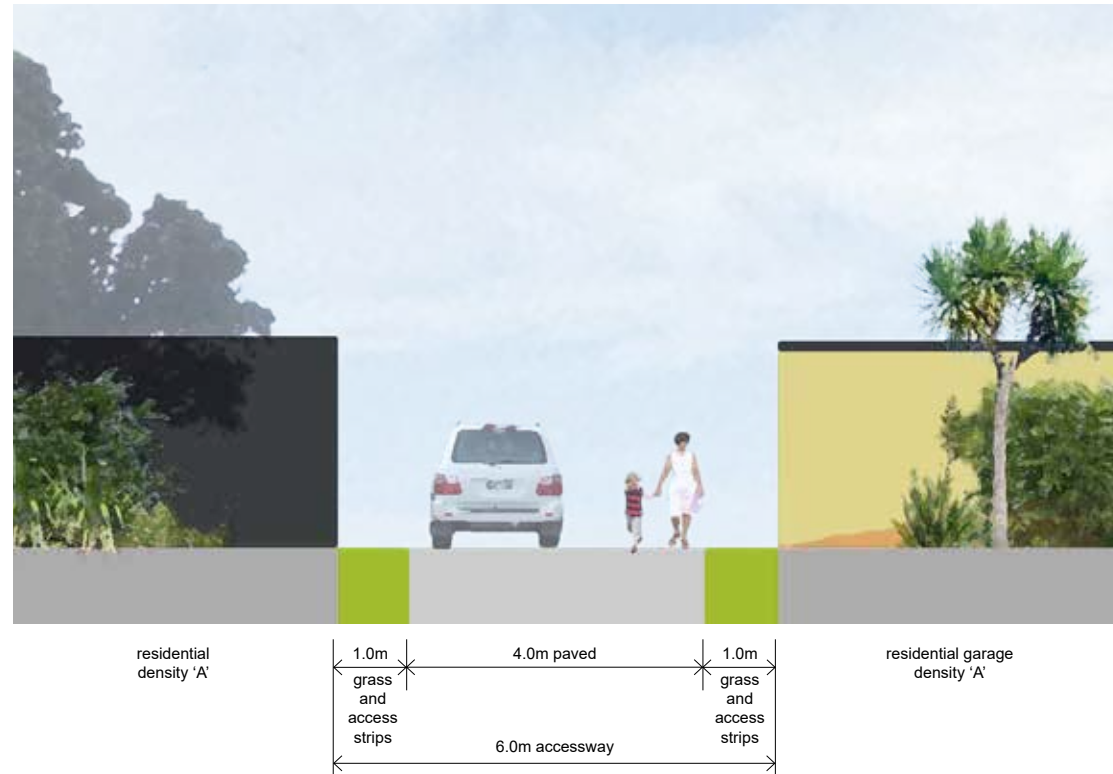 residential
density ‘A’
1.0m
grass
and
access
strips
4.0m paved
1.0m
grass
and
access
strips
residential garage
density ‘A’
6.0m accessway